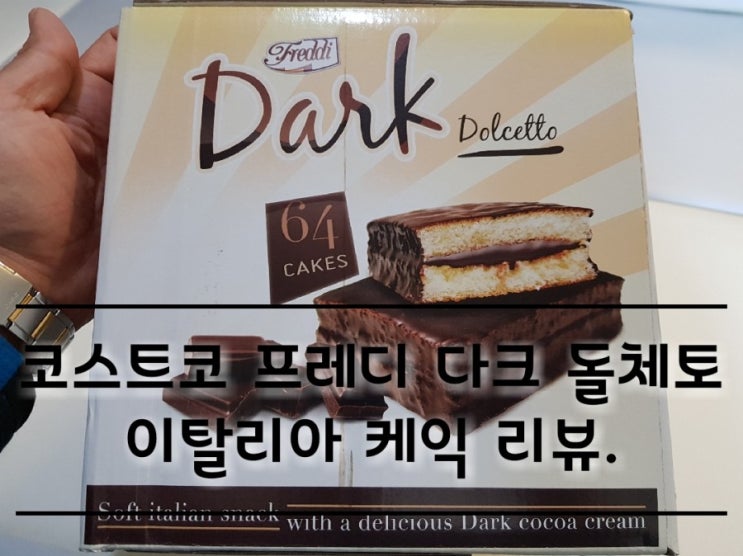 Freddi
Dark
Dolcetto
64
CAKES
코스트코 프레디 다크 돌체토
이탈리아 케익 리뷰.
Soft italian snack with a delicious Dark cocoa cream